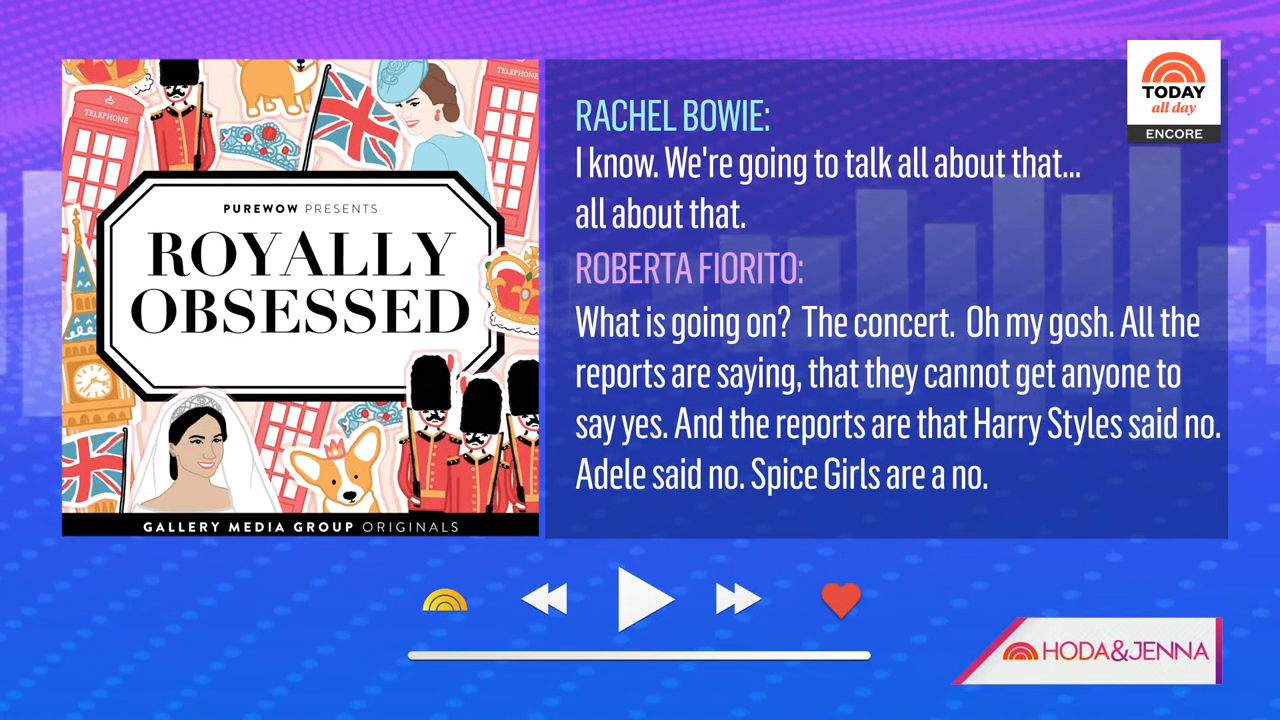 TELEPHONE
TELEPHONE
PUREWOW PRESENTS
ROYALLY
OBSESSED
GALLERY MEDIA GROUP ORIGINALS
RACHEL BOWIE:
I know. We're going to talk all about that...
all about that.
ROBERTA FIORITO:
What is going on?  The concert.  Oh my gosh. All the
reports are saying, that they cannot get anyone to
say yes. And the reports are that Harry Styles said no.
Adele said no. Spice Girls are a no.
TODAY
all day
ENCORE
HODA&JENNA